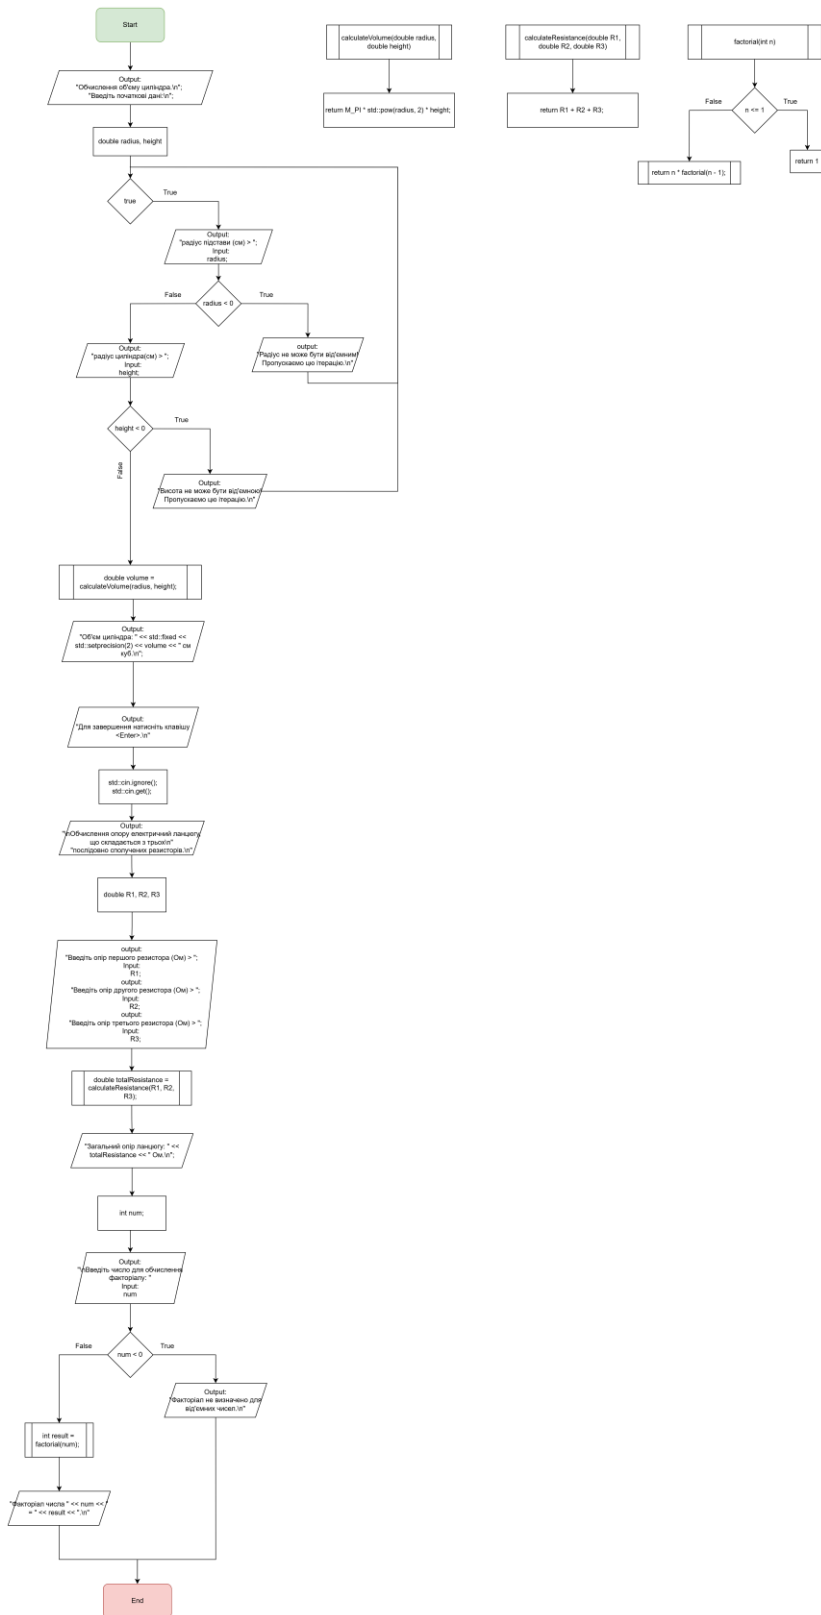 Start
Output:
"Обчислення об'єму циліндра.\n";
"Введіть початкові дані:\n";
double radius, height
true
True
Output:
"радіус підстави (см) > ";
Input:
radius;
radius < 0
False
True
Output:
"радіус циліндра(см) > ";
Input:
height;
output:
"Радіус не може бути від'ємним!
Пропускаємо цю ітерацію.\n"
height < 0
True
False
Output:
"Висота не може бути від'ємною!
Пропускаємо цю ітерацію.\n"
double volume =
calculateVolume(radius, height);
Output:
"Об'єм циліндра: " << std::fixed <<
std::setprecision(2) << volume << " см
куб.\n";
Output:
"Для завершення натисніть клавішу
<Enter>.\n"
std::cin.ignore();
std::cin.get();
Output:
"\nОбчислення опору електричний ланцюгу,
що складається з трьох\n"
"послідовно сполучених резисторів.\n"
double R1, R2, R3
output:
"Введіть опір першого резистора (Ом) > ";
Input:
R1;
output:
"Введіть опір другого резистора (Ом) > ";
Input:
R2;
output:
"Введіть опір третього резистора (Ом) > ";
Input:
R3;
double totalResistance =
calculateResistance(R1, R2,
R3);
"Загальний опір ланцюгу: " <<
totalResistance << " Ом.\n";
int num;
Output:
"\nВведіть число для обчислення
факторіалу: "
Input:
num
num < 0
False
True
Output:
"Факторіал не визначено для
від'ємних чисел.\n"
int result =
factorial(num);
"Факторіал числа " << num << "
= " << result << ".\n"
End
calculateVolume(double radius,
double height)
return M_PI * std::pow(radius, 2) * height;
calculateResistance(double R1,
double R2, double R3)
return R1 + R2 + R3;
factorial(int n)
n <= 1
False
True
return n * factorial(n - 1);
return 1